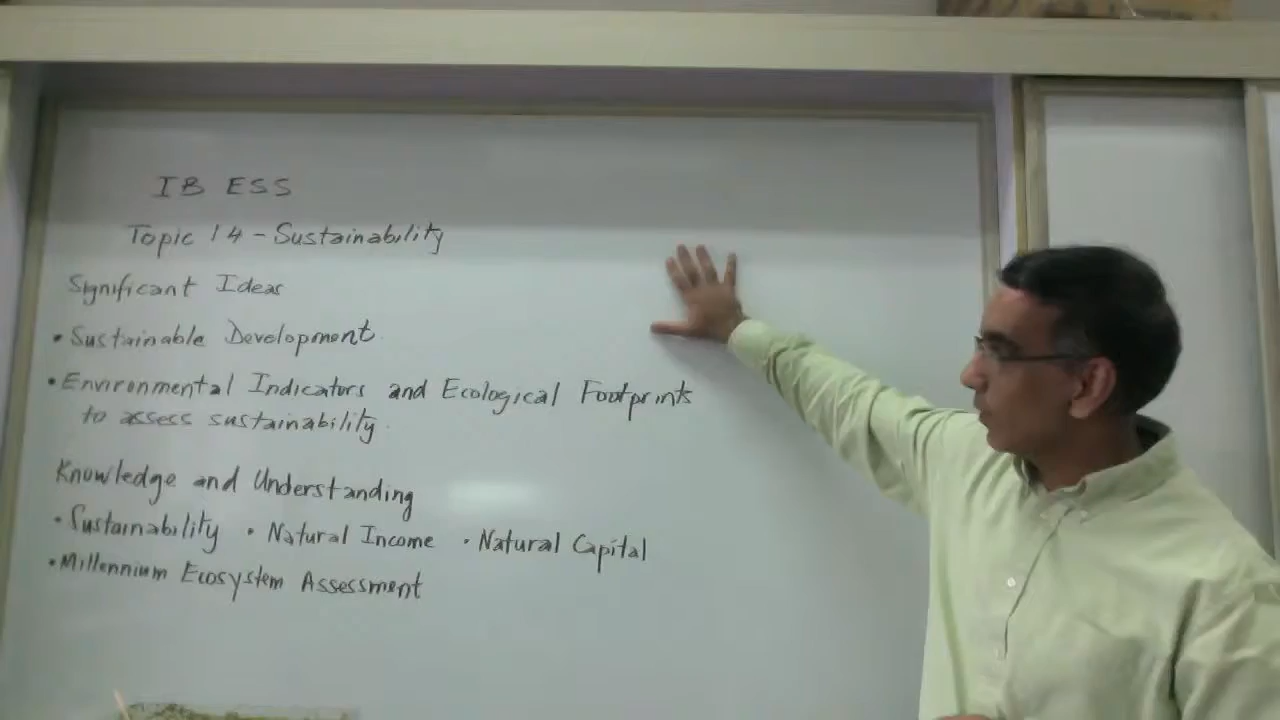 IB ESS
Topic 14 - Sustainability
Significant Ideas
• Sustainable Development
• Environmental Indicators and Ecological Footprints
to assess sustainability.
Knowledge and Understanding
• Sustainability • Natural Income • Natural Capital
• Millennium Ecosystem Assessment